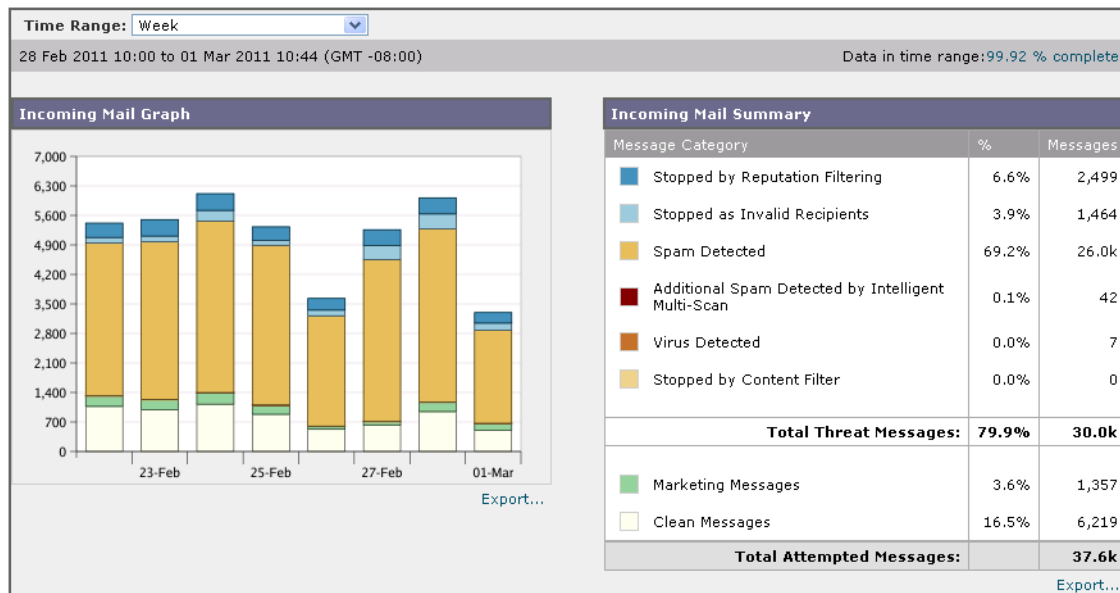 Time Range: Week
28 Feb 2011 10:00 to 01 Mar 2011 10:44 (GMT -08:00)
Data in time range:99.92 % complete
Incoming Mail Graph
7,000
6,300
5,600
4,900
4,200
3,500
2,800
2,100
1,400
700
0
23-Feb 25-Feb 27-Feb 01-Mar
Export...
Incoming Mail Summary
Message Category % Messages
Stopped by Reputation Filtering 6.6% 2,499
Stopped as Invalid Recipients 3.9% 1,464
Spam Detected 69.2% 26.0k
Additional Spam Detected by Intelligent
Multi-Scan 0.1% 42
Virus Detected 0.0% 7
Stopped by Content Filter 0.0% 0
Total Threat Messages: 79.9% 30.0k
Marketing Messages 3.6% 1,357
Clean Messages 16.5% 6,219
Total Attempted Messages: 37.6k
Export...